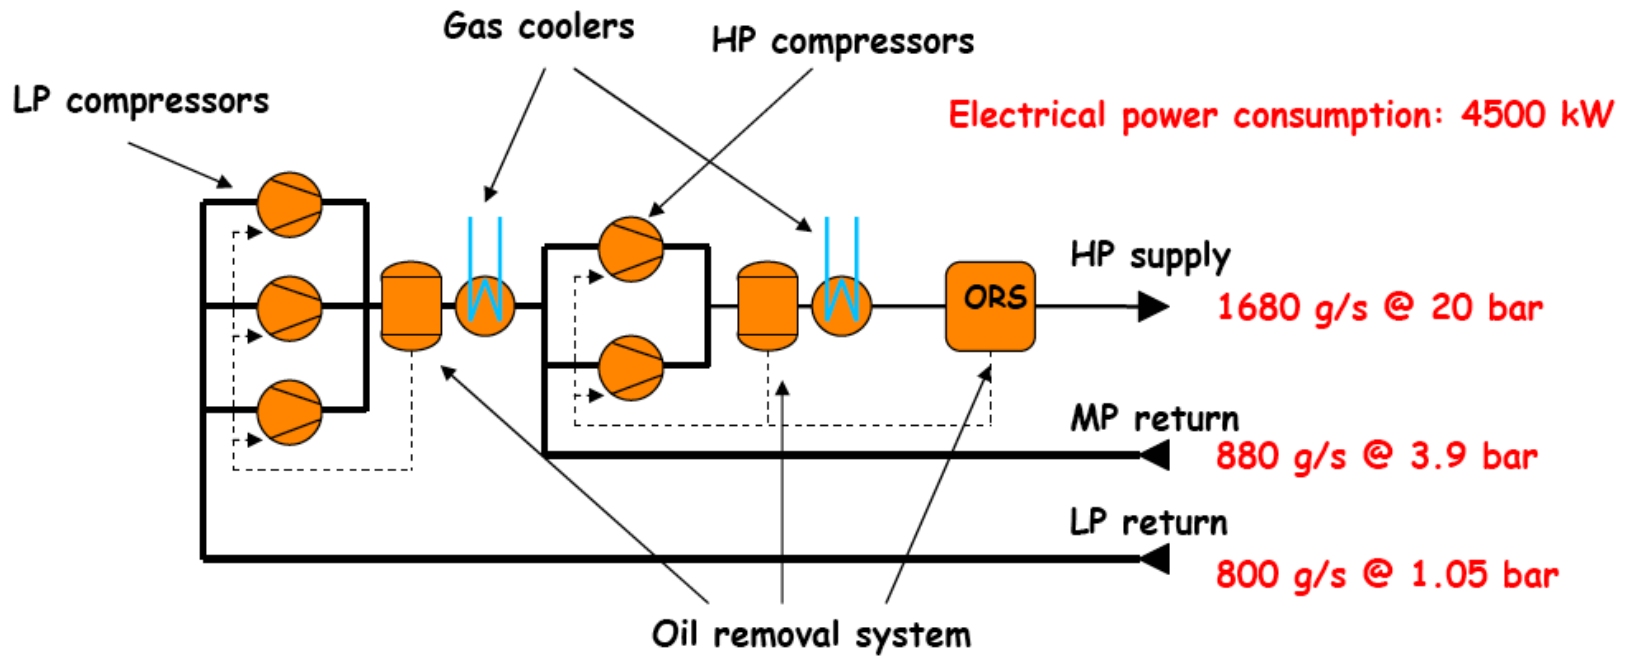 Gas coolers
HP compressors
LP compressors
Electrical power consumption: 4500 kW
HP supply
ORS
1680 g/s @ 20 bar
MP return
880 g/s @ 3.9 bar
LP return
800 g/s @ 1.05 bar
Oil removal system